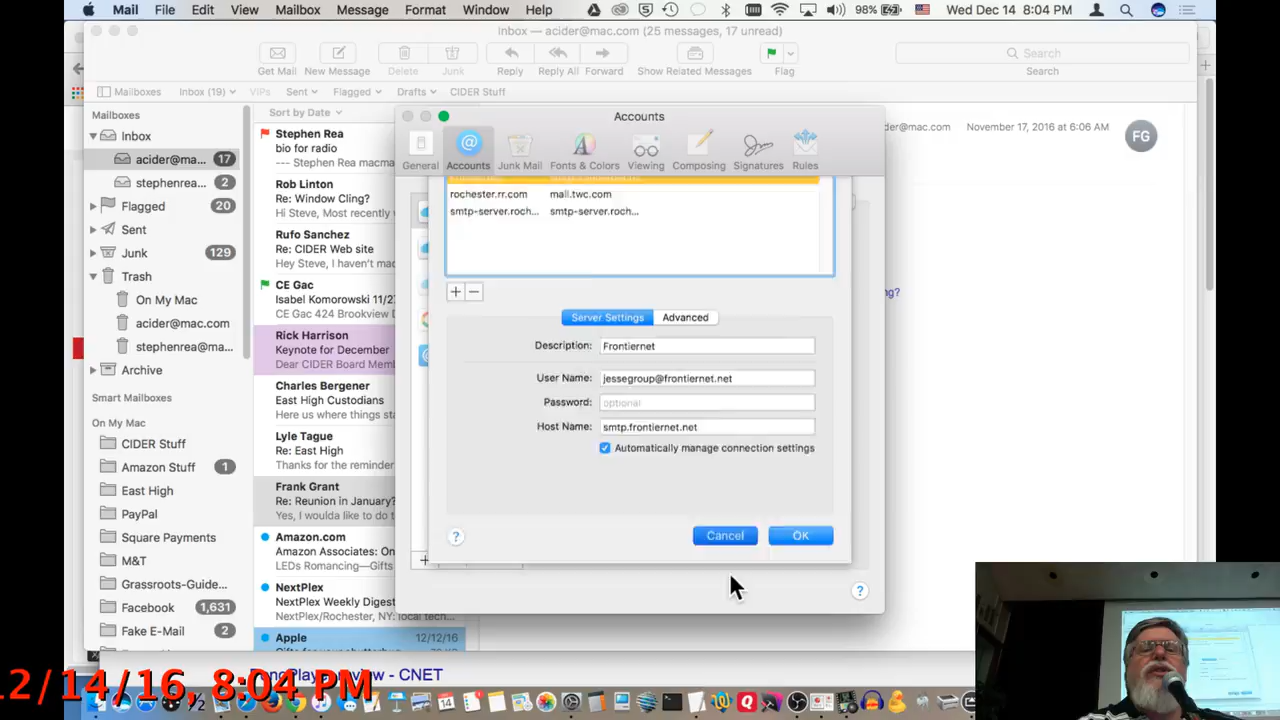 Mail File Edit View Mailbox Message Format Window Help 98% Wed Dec 14 8:04 PM
Inbox — acider@mac.com (25 messages, 17 unread)
Get Mail New Message Delete Junk Reply Reply All Forward Show Related Messages Flag Search
Search
Mailboxes Inbox (19) VIPs Sent Flagged Drafts CIDER Stuff
Mailboxes
Inbox
acider@ma... 17
stephenrea... 2
Flagged 20
Sent
Junk 129
Trash
On My Mac
acider@mac.com
stephenrea@ma...
Archive
Smart Mailboxes
On My Mac
CIDER Stuff
Amazon Stuff 1
East High
PayPal
Square Payments
M&T
Grassroots-Guide...
Facebook 1,631
Fake E-Mail 2
Sort by Date
Stephen Rea
bio for radio
--- Stephen Rea macma
Rob Linton
Re: Window Cling?
Hi Steve, Most recently
Rufo Sanchez
Re: CIDER Web site
Hey Steve, I haven't ma
CE Gac
Isabel Komorowski 11/2
CE Gac 424 Brookview D
Rick Harrison
Keynote for December
Dear CIDER Board Mem
Charles Bergener
East High Custodians
Here us where things st
Lyle Tague
Re: East High
Thanks for the reminder
Frank Grant
Re: Reunion in January?
Yes, I woulda like to do t
Amazon.com
Amazon Associates: On
LEDs Romancing—Gifts
NextPlex
NextPlex Weekly Digest
NextPlex/Rochester, NY: local tech...
Apple 12/12/16
Accounts
General Accounts Junk Mail Fonts & Colors Viewing Composing Signatures Rules
rochester.rr.com mail.twc.com
smtp-server.roch... smtp-server.roch...
+ −
Server Settings Advanced
Description: Frontiernet
User Name: jessegroup@frontiernet.net
Password: optional
Host Name: smtp.frontiernet.net
Automatically manage connection settings
? Cancel OK
+
?
der@mac.com November 17, 2016 at 6:06 AM FG
ng?
w - CNET
2/14/16, 8:04 PM